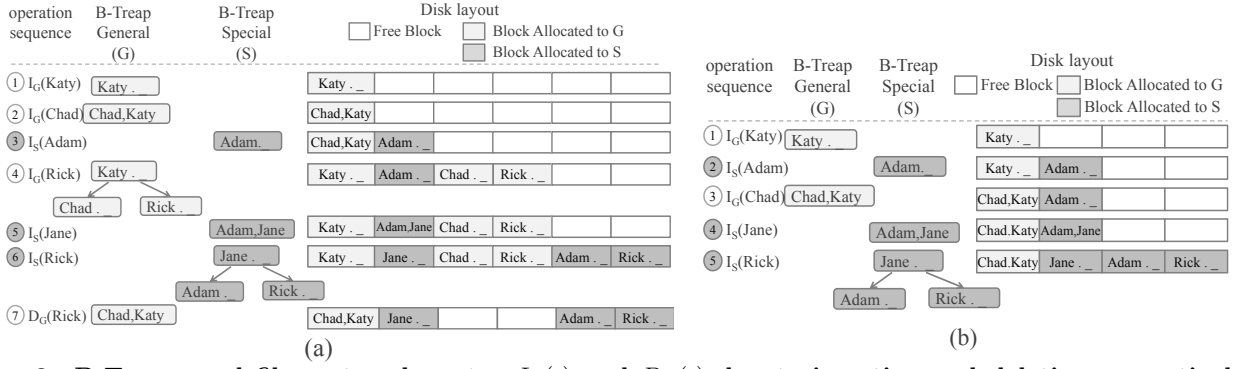 operation sequence
B-Treap General (G)
B-Treap Special (S)
Disk layout
Free Block
Block Allocated to G
Block Allocated to S
1 I_G(Katy) Katy . _ Katy . _
2 I_G(Chad) Chad,Katy Chad,Katy
3 I_S(Adam) Adam._ Chad,Katy Adam . _
4 I_G(Rick) Katy . _ Katy . _ Adam . _ Chad . _ Rick . _
Chad . _ Rick . _
5 I_S(Jane) Adam,Jane Katy . _ Adam,Jane Chad . _ Rick . _
6 I_S(Rick) Jane . _ Katy . _ Jane . _ Chad . _ Rick . _ Adam . _ Rick . _
Adam . _ Rick . _
7 D_G(Rick) Chad,Katy Chad,Katy Jane . _ Adam . _ Rick . _
(a)
operation sequence
B-Treap General (G)
B-Treap Special (S)
Disk layout
Free Block
Block Allocated to G
Block Allocated to S
1 I_G(Katy) Katy . _ Katy . _
2 I_S(Adam) Adam._ Katy . _ Adam . _
3 I_G(Chad) Chad,Katy Chad,Katy Adam . _
4 I_S(Jane) Adam,Jane Chad.Katy Adam,Jane
5 I_S(Rick) Jane . _ Chad.Katy Jane . _ Adam . _ Rick . _
Adam . _ Rick . _
(b)